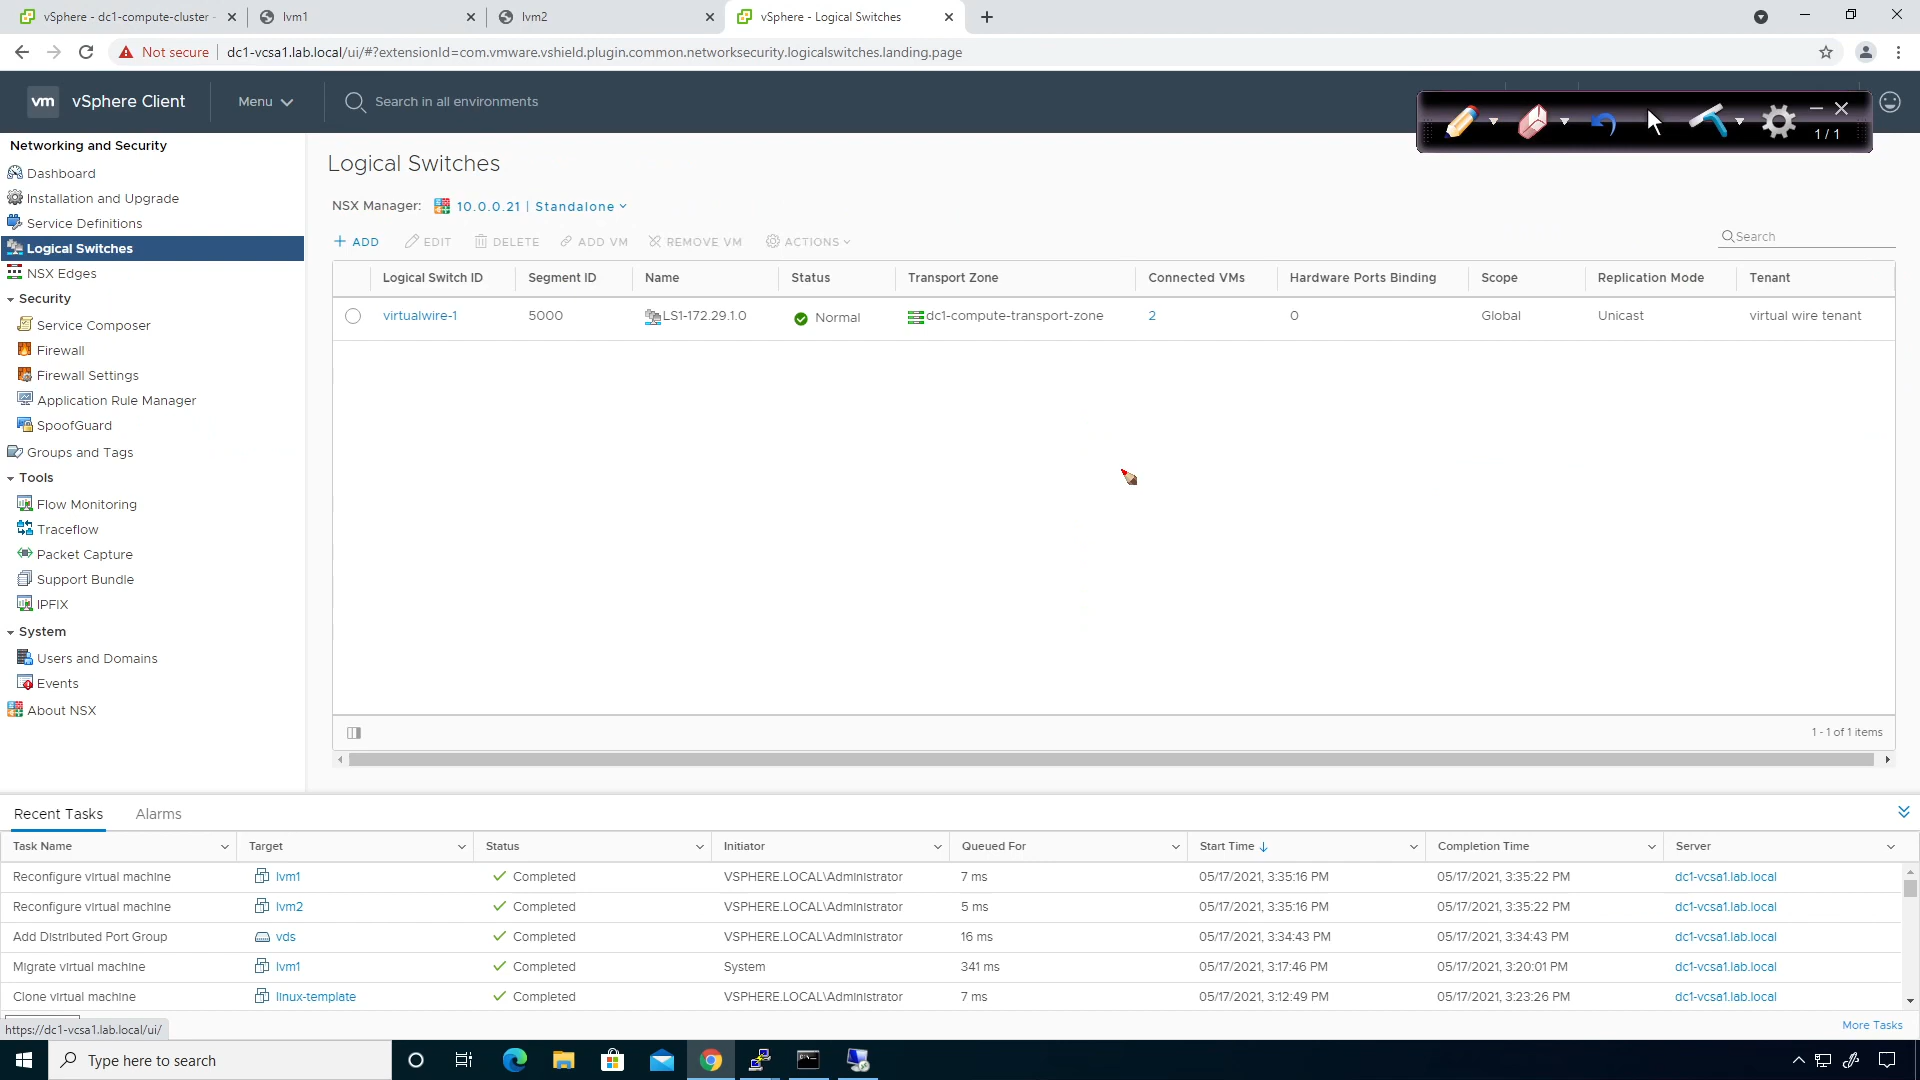 vSphere - dc1-compute-cluster -
lvm1
lvm2
vSphere - Logical Switches
Not secure
dc1-vcsa1.lab.local/ui/#?extensionId=com.vmware.vshield.plugin.common.networksecurity.logicalswitches.landing.page
vm vSphere Client Menu Search in all environments
1 / 1
Networking and Security
Dashboard
Installation and Upgrade
Service Definitions
Logical Switches
NSX Edges
Security
Service Composer
Firewall
Firewall Settings
Application Rule Manager
SpoofGuard
Groups and Tags
Tools
Flow Monitoring
Traceflow
Packet Capture
Support Bundle
IPFIX
System
Users and Domains
Events
About NSX
Logical Switches
NSX Manager: 10.0.0.21 | Standalone
ADD EDIT DELETE ADD VM REMOVE VM ACTIONS Search
Logical Switch ID Segment ID Name Status Transport Zone Connected VMs Hardware Ports Binding Scope Replication Mode Tenant
virtualwire-1 5000 LS1-172.29.1.0 Normal dc1-compute-transport-zone 2 0 Global Unicast virtual wire tenant
1 - 1 of 1 items
Recent Tasks Alarms
Task Name Target Status Initiator Queued For Start Time Completion Time Server
Reconfigure virtual machine lvm1 Completed VSPHERE.LOCAL\Administrator 7 ms 05/17/2021, 3:35:16 PM 05/17/2021, 3:35:22 PM dc1-vcsa1.lab.local
Reconfigure virtual machine lvm2 Completed VSPHERE.LOCAL\Administrator 5 ms 05/17/2021, 3:35:16 PM 05/17/2021, 3:35:22 PM dc1-vcsa1.lab.local
Add Distributed Port Group vds Completed VSPHERE.LOCAL\Administrator 16 ms 05/17/2021, 3:34:43 PM 05/17/2021, 3:34:43 PM dc1-vcsa1.lab.local
Migrate virtual machine lvm1 Completed System 341 ms 05/17/2021, 3:17:46 PM 05/17/2021, 3:20:01 PM dc1-vcsa1.lab.local
Clone virtual machine linux-template Completed VSPHERE.LOCAL\Administrator 7 ms 05/17/2021, 3:12:49 PM 05/17/2021, 3:23:26 PM dc1-vcsa1.lab.local
https://dc1-vcsa1.lab.local/ui/
More Tasks
Type here to search